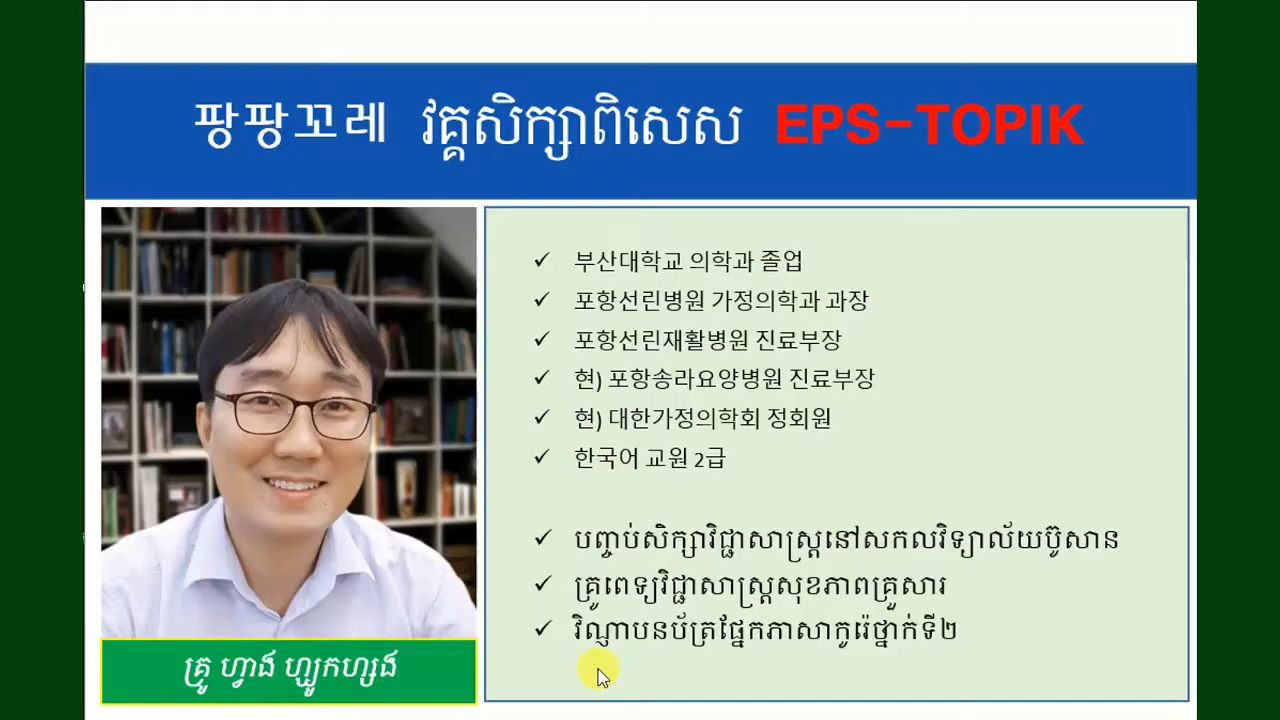 팡팡꼬레 វគ្គសិក្សាពិសេស EPS-TOPIK
부산대학교 의학과 졸업
포항선린병원 가정의학과 과장
포항선린재활병원 진료부장
현) 포항송라요양병원 진료부장
현) 대한가정의학회 정회원
한국어 교원 2급
បញ្ចប់សិក្សាវិជ្ជាសាស្ត្រនៅសកលវិទ្យាល័យប៊ូសាន
គ្រូពេទ្យវិជ្ជាសាស្ត្រសុខភាពគ្រួសារ
វិញ្ញាបនប័ត្រផ្នែកភាសាកូរ៉េថ្នាក់ទី២
គ្រូ ហ្វាង ហ្យូកហ្សង់